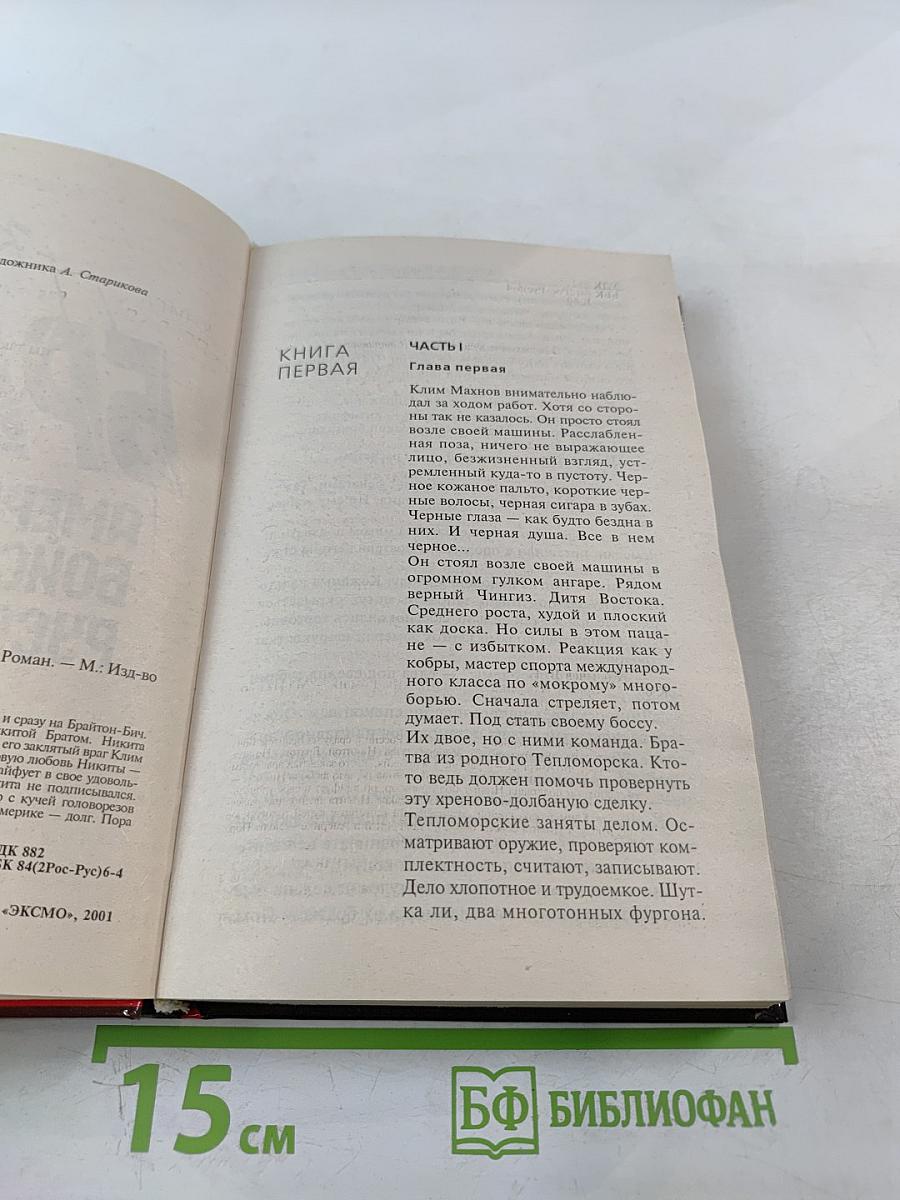 дожника А. Старикова
Роман. — М.: Изд-во
и сразу на Брайтон-Бич.
китой Братом. Никита
его заклятый враг Клим
вую любовь Никиты —
айфует в свое удоволь-
ита не подписывался.
р с кучей головорезов
мерике — долг. Пора
ДК 882
БК 84(2Рос-Рус)6-4
«ЭКСМО», 2001
КНИГА
ПЕРВАЯ
ЧАСТЬ I
Глава первая
Клим Махнов внимательно наблю-
дал за ходом работ. Хотя со сторо-
ны так не казалось. Он просто стоял
возле своей машины. Расслаблен-
ная поза, ничего не выражающее
лицо, безжизненный взгляд, уст-
ремленный куда-то в пустоту. Чер-
ное кожаное пальто, короткие чер-
ные волосы, черная сигара в зубах.
Черные глаза — как будто бездна в
них. И черная душа. Все в нем
черное...
Он стоял возле своей машины в
огромном гулком ангаре. Рядом
верный Чингиз. Дитя Востока.
Среднего роста, худой и плоский
как доска. Но силы в этом паца-
не — с избытком. Реакция как у
кобры, мастер спорта международ-
ного класса по «мокрому» много-
борью. Сначала стреляет, потом
думает. Под стать своему боссу.
Их двое, но с ними команда. Бра-
тва из родного Тепломорска. Кто-
то ведь должен помочь провернуть
эту хреново-долбаную сделку.
Тепломорские заняты делом. Ос-
матривают оружие, проверяют ком-
плектность, считают, записывают.
Дело хлопотное и трудоемкое. Шут-
ка ли, два многотонных фургона.
15 см
БФ БИБЛИОФАН